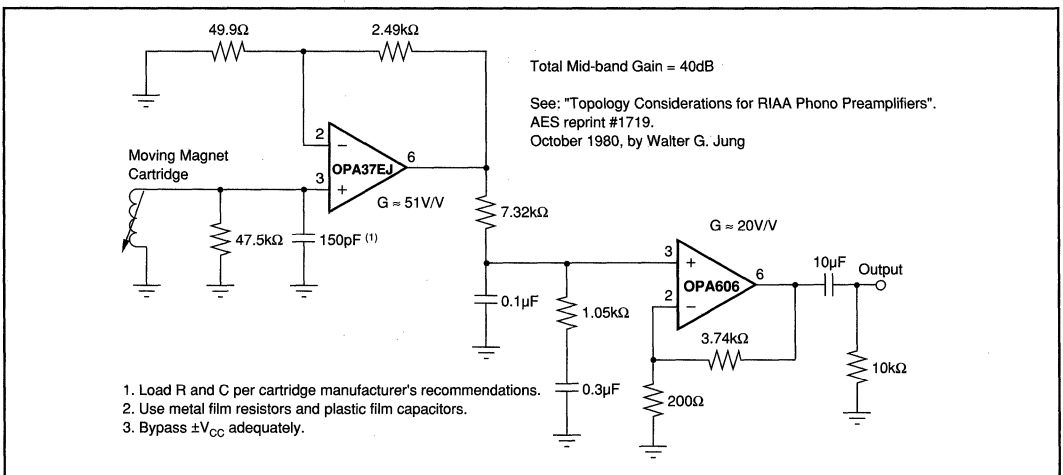 49.9Ω
2.49kΩ
Total Mid-band Gain = 40dB
See: "Topology Considerations for RIAA Phono Preamplifiers".
AES reprint #1719.
October 1980, by Walter G. Jung
Moving Magnet
Cartridge
2
−
OPA37EJ
6
3
+
G ≈ 51V/V
47.5kΩ
150pF (1)
7.32kΩ
G ≈ 20V/V
3
+
OPA606
6
2
−
10µF
Output
0.1µF
1.05kΩ
3.74kΩ
0.3µF
200Ω
10kΩ
1. Load R and C per cartridge manufacturer's recommendations.
2. Use metal film resistors and plastic film capacitors.
3. Bypass ±VCC adequately.